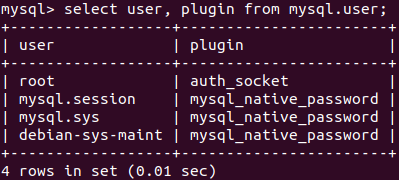 mysql> select user, plugin from mysql.user;
+------------------+-----------------------+
| user             | plugin                |
+------------------+-----------------------+
| root             | auth_socket           |
| mysql.session    | mysql_native_password |
| mysql.sys        | mysql_native_password |
| debian-sys-maint | mysql_native_password |
+------------------+-----------------------+
4 rows in set (0.01 sec)